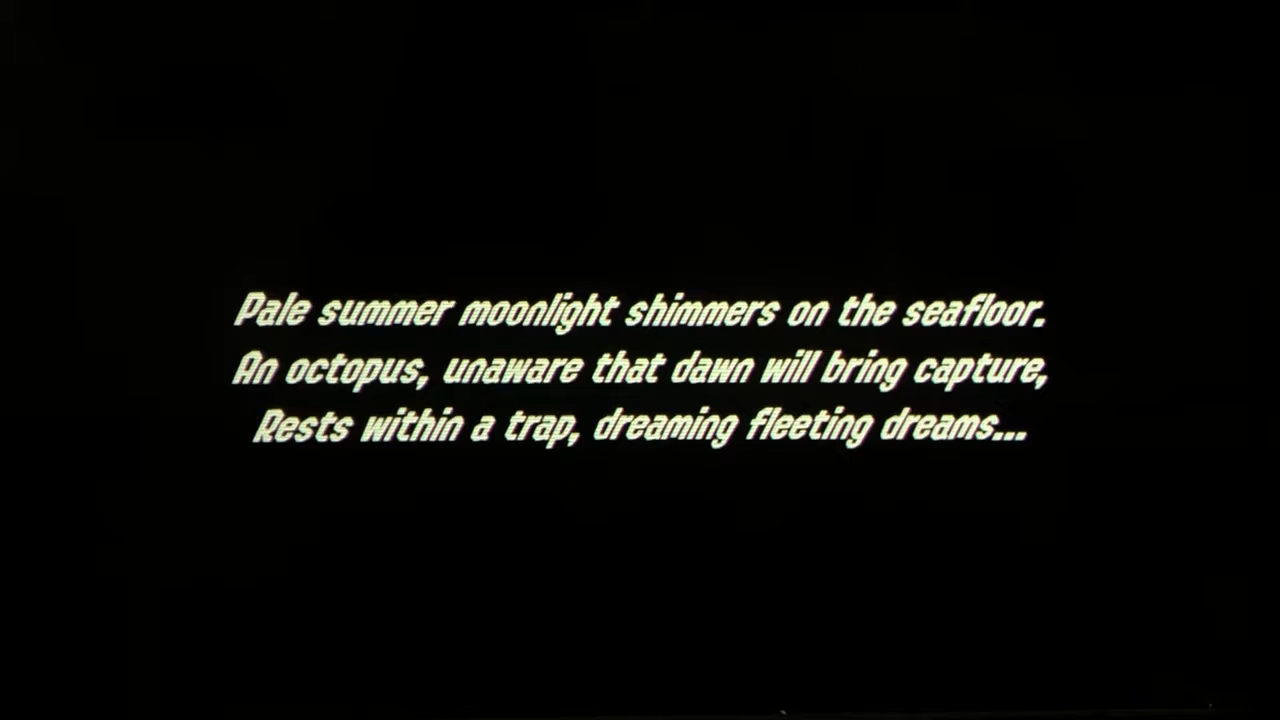 Pale summer moonlight shimmers on the seafloor.
An octopus, unaware that dawn will bring capture,
Rests within a trap, dreaming fleeting dreams...